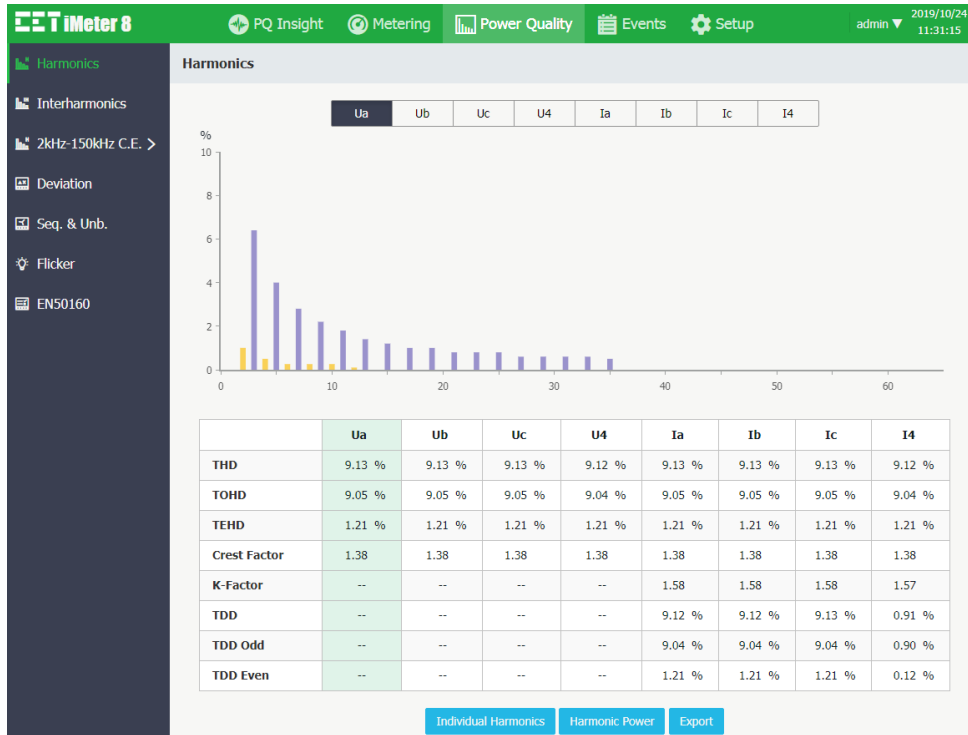 CET iMeter 8 PQ Insight Metering Power Quality Events Setup admin ▼ 2019/10/24
11:31:15
Harmonics
Interharmonics
2kHz-150kHz C.E. >
Deviation
Seq. & Unb.
Flicker
EN50160
Harmonics
Ua Ub Uc U4 Ia Ib Ic I4
%
10
8
6
4
2
0
0 10 20 30 40 50 60
Ua Ub Uc U4 Ia Ib Ic I4
THD 9.13 % 9.13 % 9.13 % 9.12 % 9.13 % 9.13 % 9.13 % 9.12 %
TOHD 9.05 % 9.05 % 9.05 % 9.04 % 9.05 % 9.05 % 9.05 % 9.04 %
TEHD 1.21 % 1.21 % 1.21 % 1.21 % 1.21 % 1.21 % 1.21 % 1.21 %
Crest Factor 1.38 1.38 1.38 1.38 1.38 1.38 1.38 1.38
K-Factor -- -- -- -- 1.58 1.58 1.58 1.57
TDD -- -- -- -- 9.12 % 9.12 % 9.13 % 0.91 %
TDD Odd -- -- -- -- 9.04 % 9.04 % 9.04 % 0.90 %
TDD Even -- -- -- -- 1.21 % 1.21 % 1.21 % 0.12 %
Individual Harmonics Harmonic Power Export